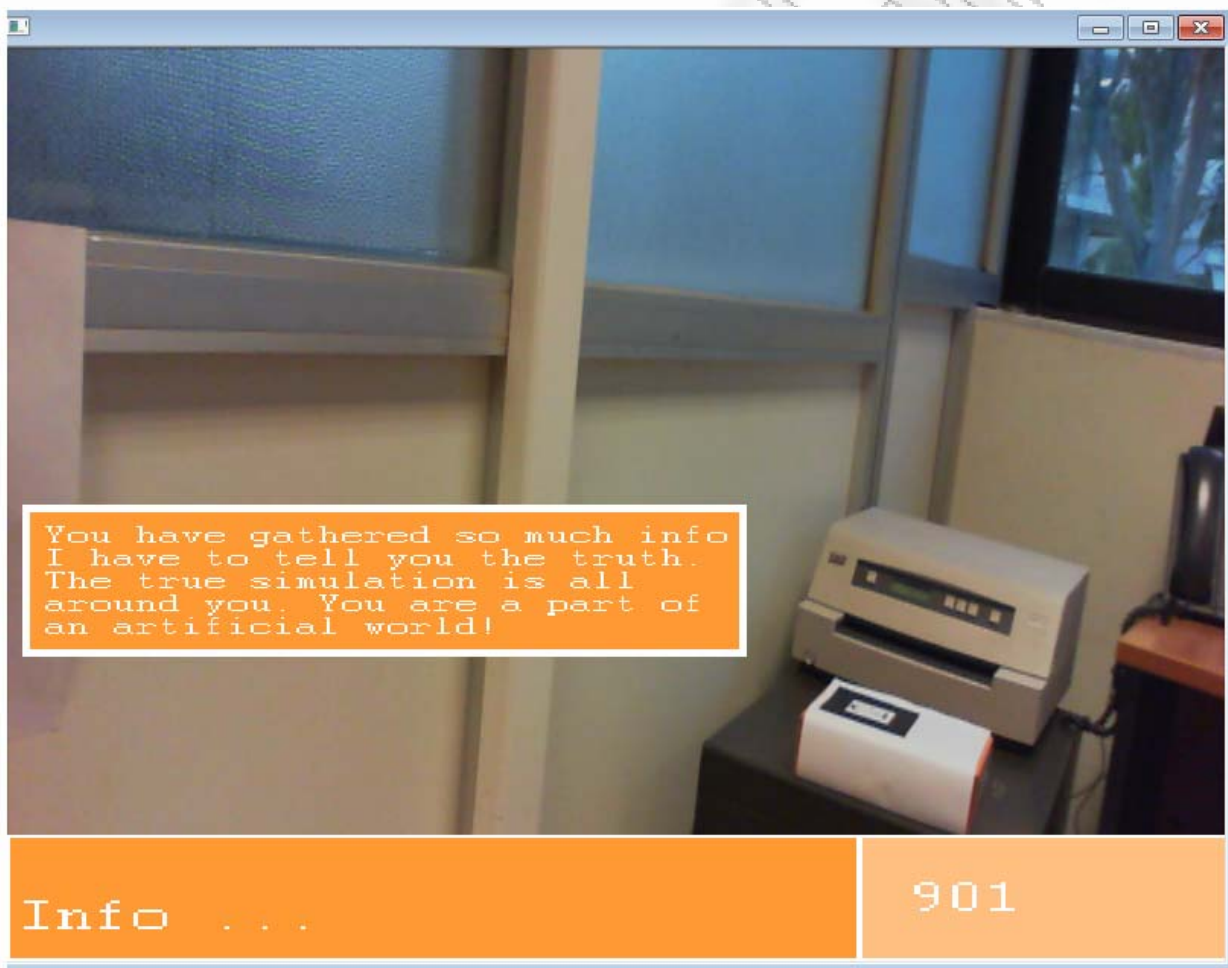 You have gathered so much info
I have to tell you the truth.
The true simulation is all
around you. You are a part of
an artificial world!
901
Info ...